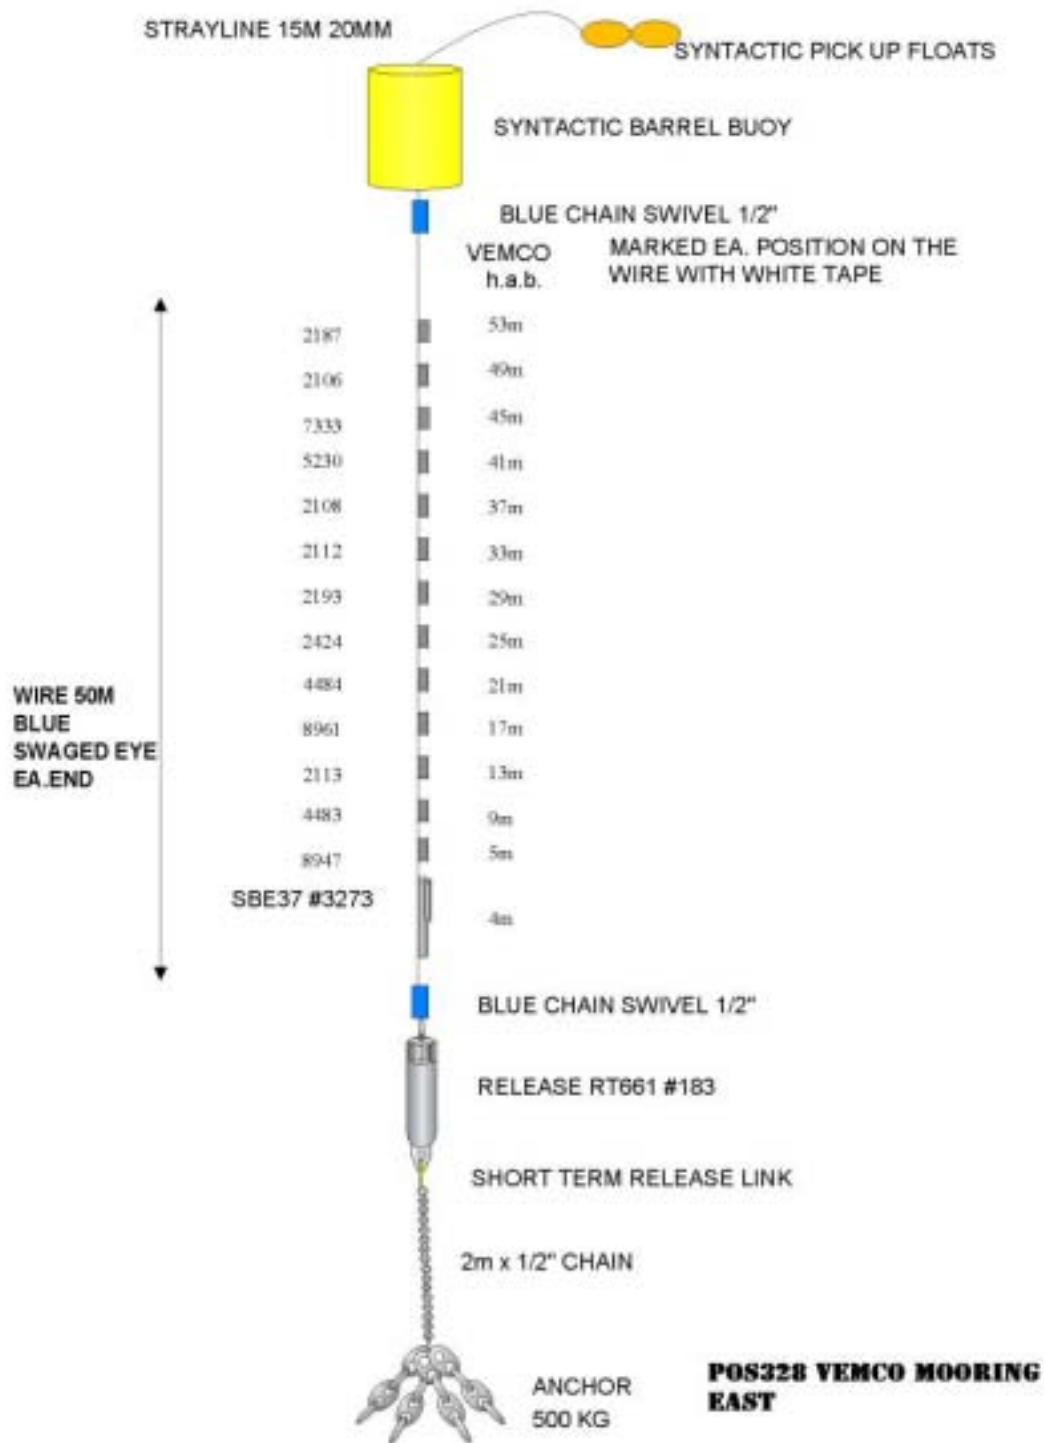 STRAYLINE 15M 20MM
SYNTACTIC PICK UP FLOATS
SYNTACTIC BARREL BUOY
BLUE CHAIN SWIVEL 1/2"
VEMCO
h.a.b.
MARKED EA. POSITION ON THE
WIRE WITH WHITE TAPE
2187 53m
2106 49m
7333 45m
5230 41m
2108 37m
2112 33m
2193 29m
2424 25m
4484 21m
8961 17m
2113 13m
4483 9m
8947 5m
SBE37 #3273 4m
WIRE 50M
BLUE
SWAGED EYE
EA.END
BLUE CHAIN SWIVEL 1/2"
RELEASE RT661 #183
SHORT TERM RELEASE LINK
2m x 1/2" CHAIN
ANCHOR
500 KG
POS328 VEMCO MOORING
EAST